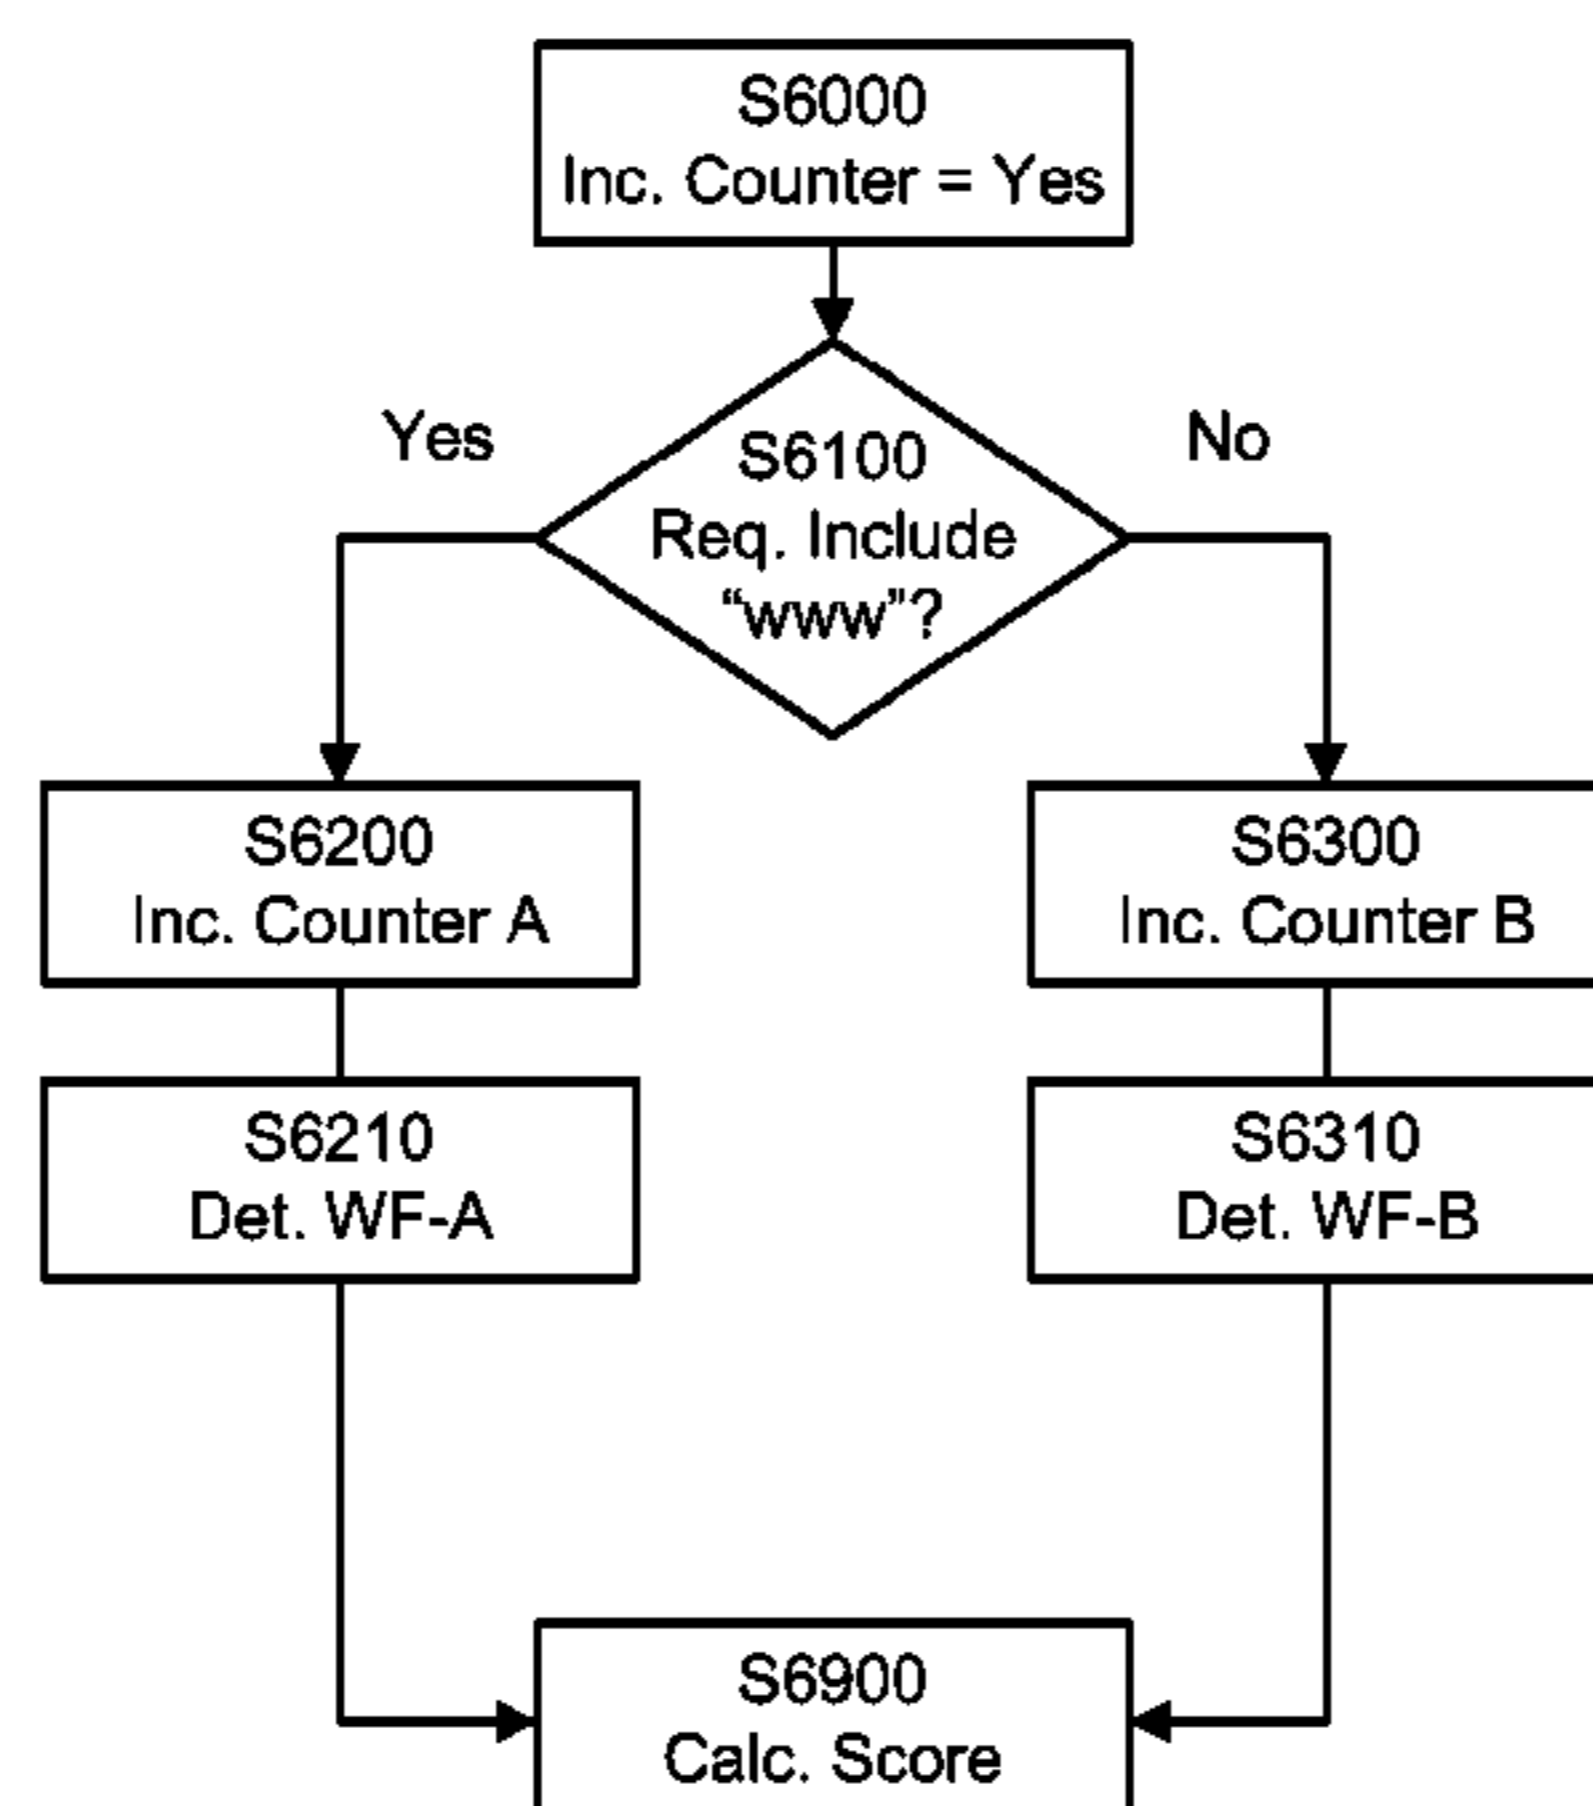 S6000
Inc. Counter = Yes
Yes
No
S6100
Req. Include
“www”?
S6200
Inc. Counter A
S6300
Inc. Counter B
S6210
Det. WF-A
S6310
Det. WF-B
S6900
Calc. Score